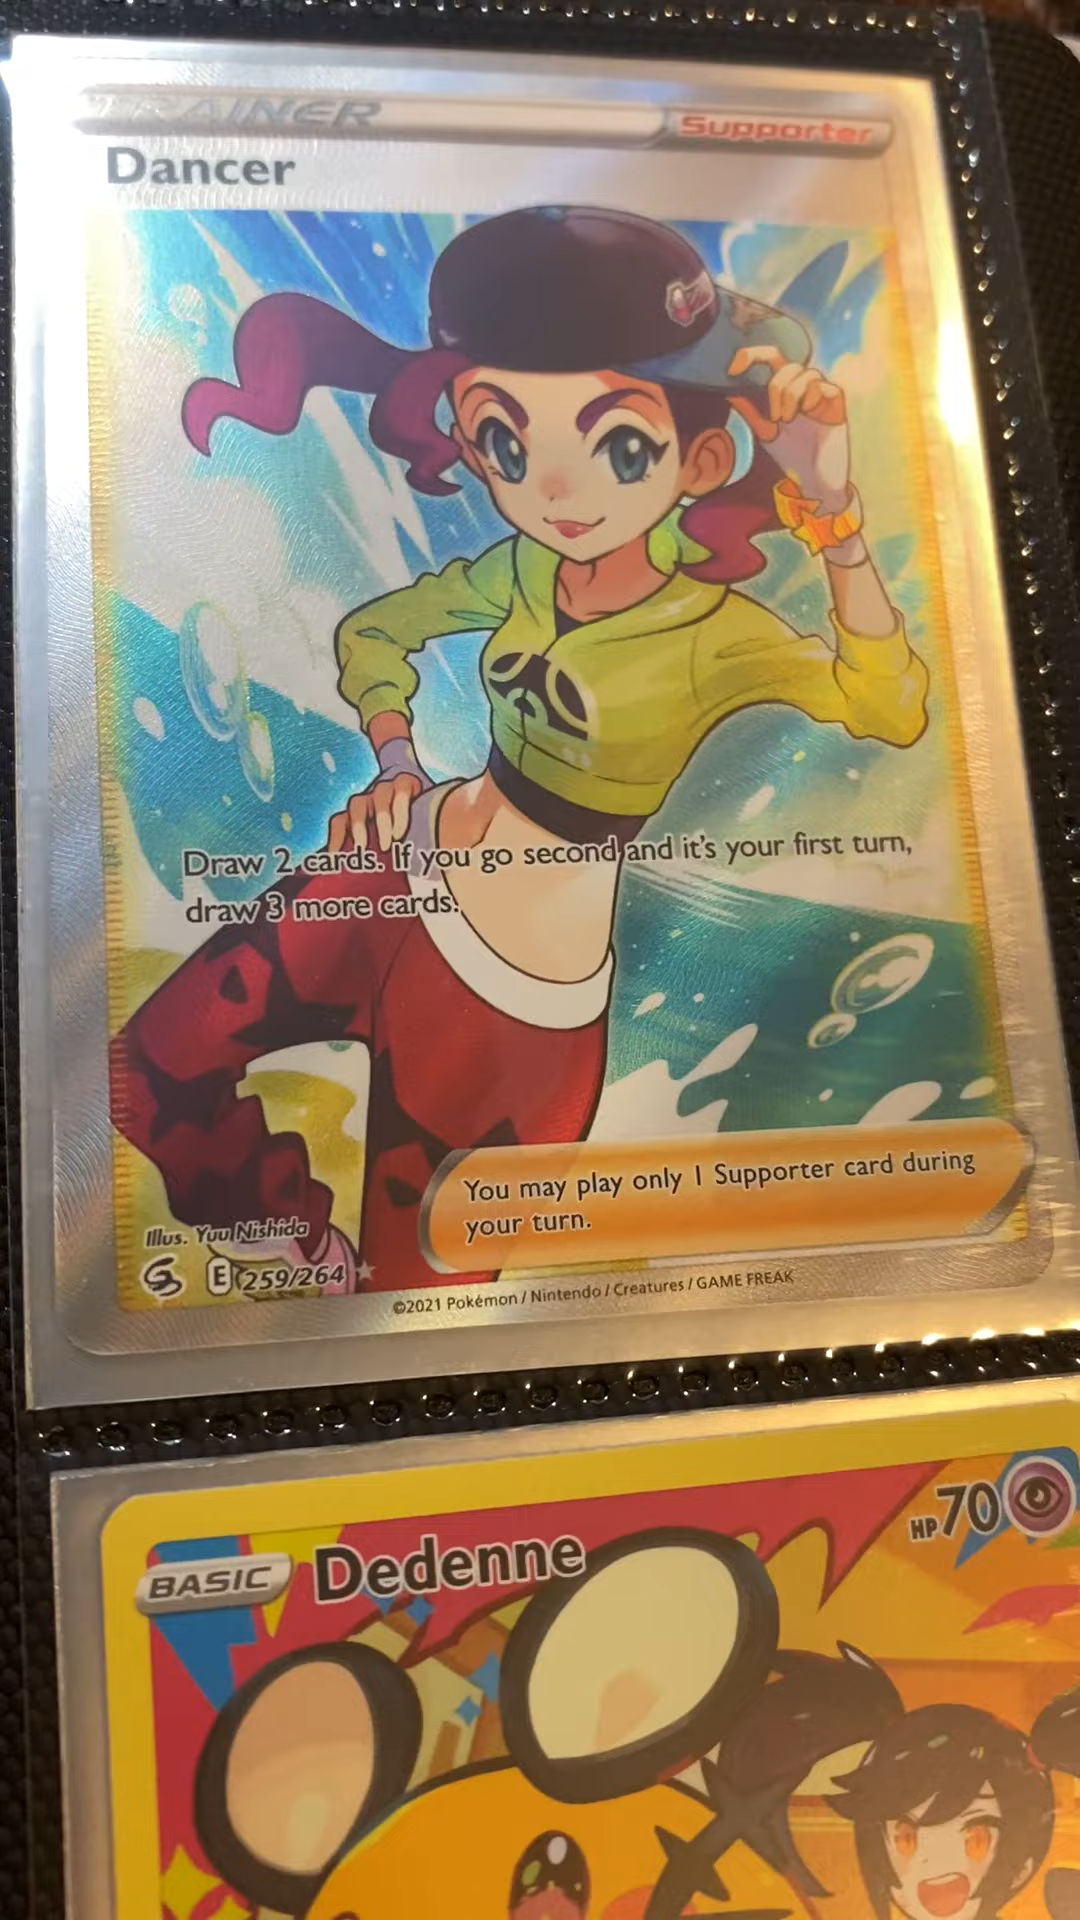 TRAINER
Supporter
Dancer
Draw 2 cards. If you go second and it's your first turn,
draw 3 more cards.
You may play only 1 Supporter card during
your turn.
Illus. Yuu Nishida
E 259/264 ★
©2021 Pokémon / Nintendo / Creatures / GAME FREAK
BASIC
Dedenne
HP 70